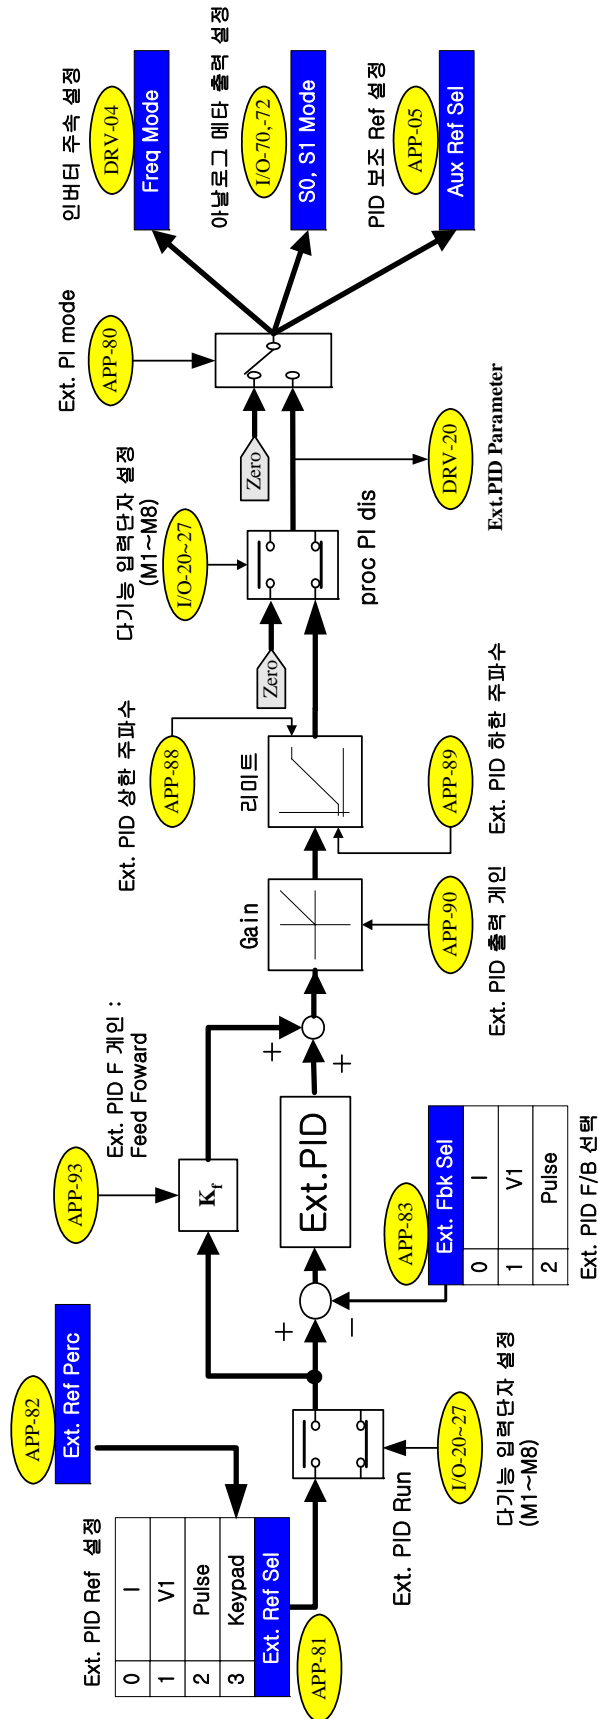 Ext. PID Ref 설정
0 I
1 V1
2 Pulse
3 Keypad
Ext. Ref Sel
APP-81
APP-82
Ext. Ref Perc
Ext. PID Run
I/O-20~27
다기능 입력단자 설정
(M1~M8)
APP-93
Ext. PID F 게인 :
Feed Foward
K_f
+
−
Ext.PID
+
+
APP-83
Ext. Fbk Sel
0 I
1 V1
2 Pulse
Ext. PID F/B 선택
Gain
APP-90
Ext. PID 출력 게인
Ext. PID 상한 주파수
APP-88
리미트
APP-89
Ext. PID 하한 주파수
다기능 입력단자 설정
(M1~M8)
I/O-20~27
Zero
proc PI dis
Zero
DRV-20
Ext.PID Parameter
Ext. PI mode
APP-80
인버터 주속 설정
DRV-04
Freq Mode
아날로그 메타 출력 설정
I/O-70,-72
S0, S1 Mode
PID 보조 Ref 설정
APP-05
Aux Ref Sel